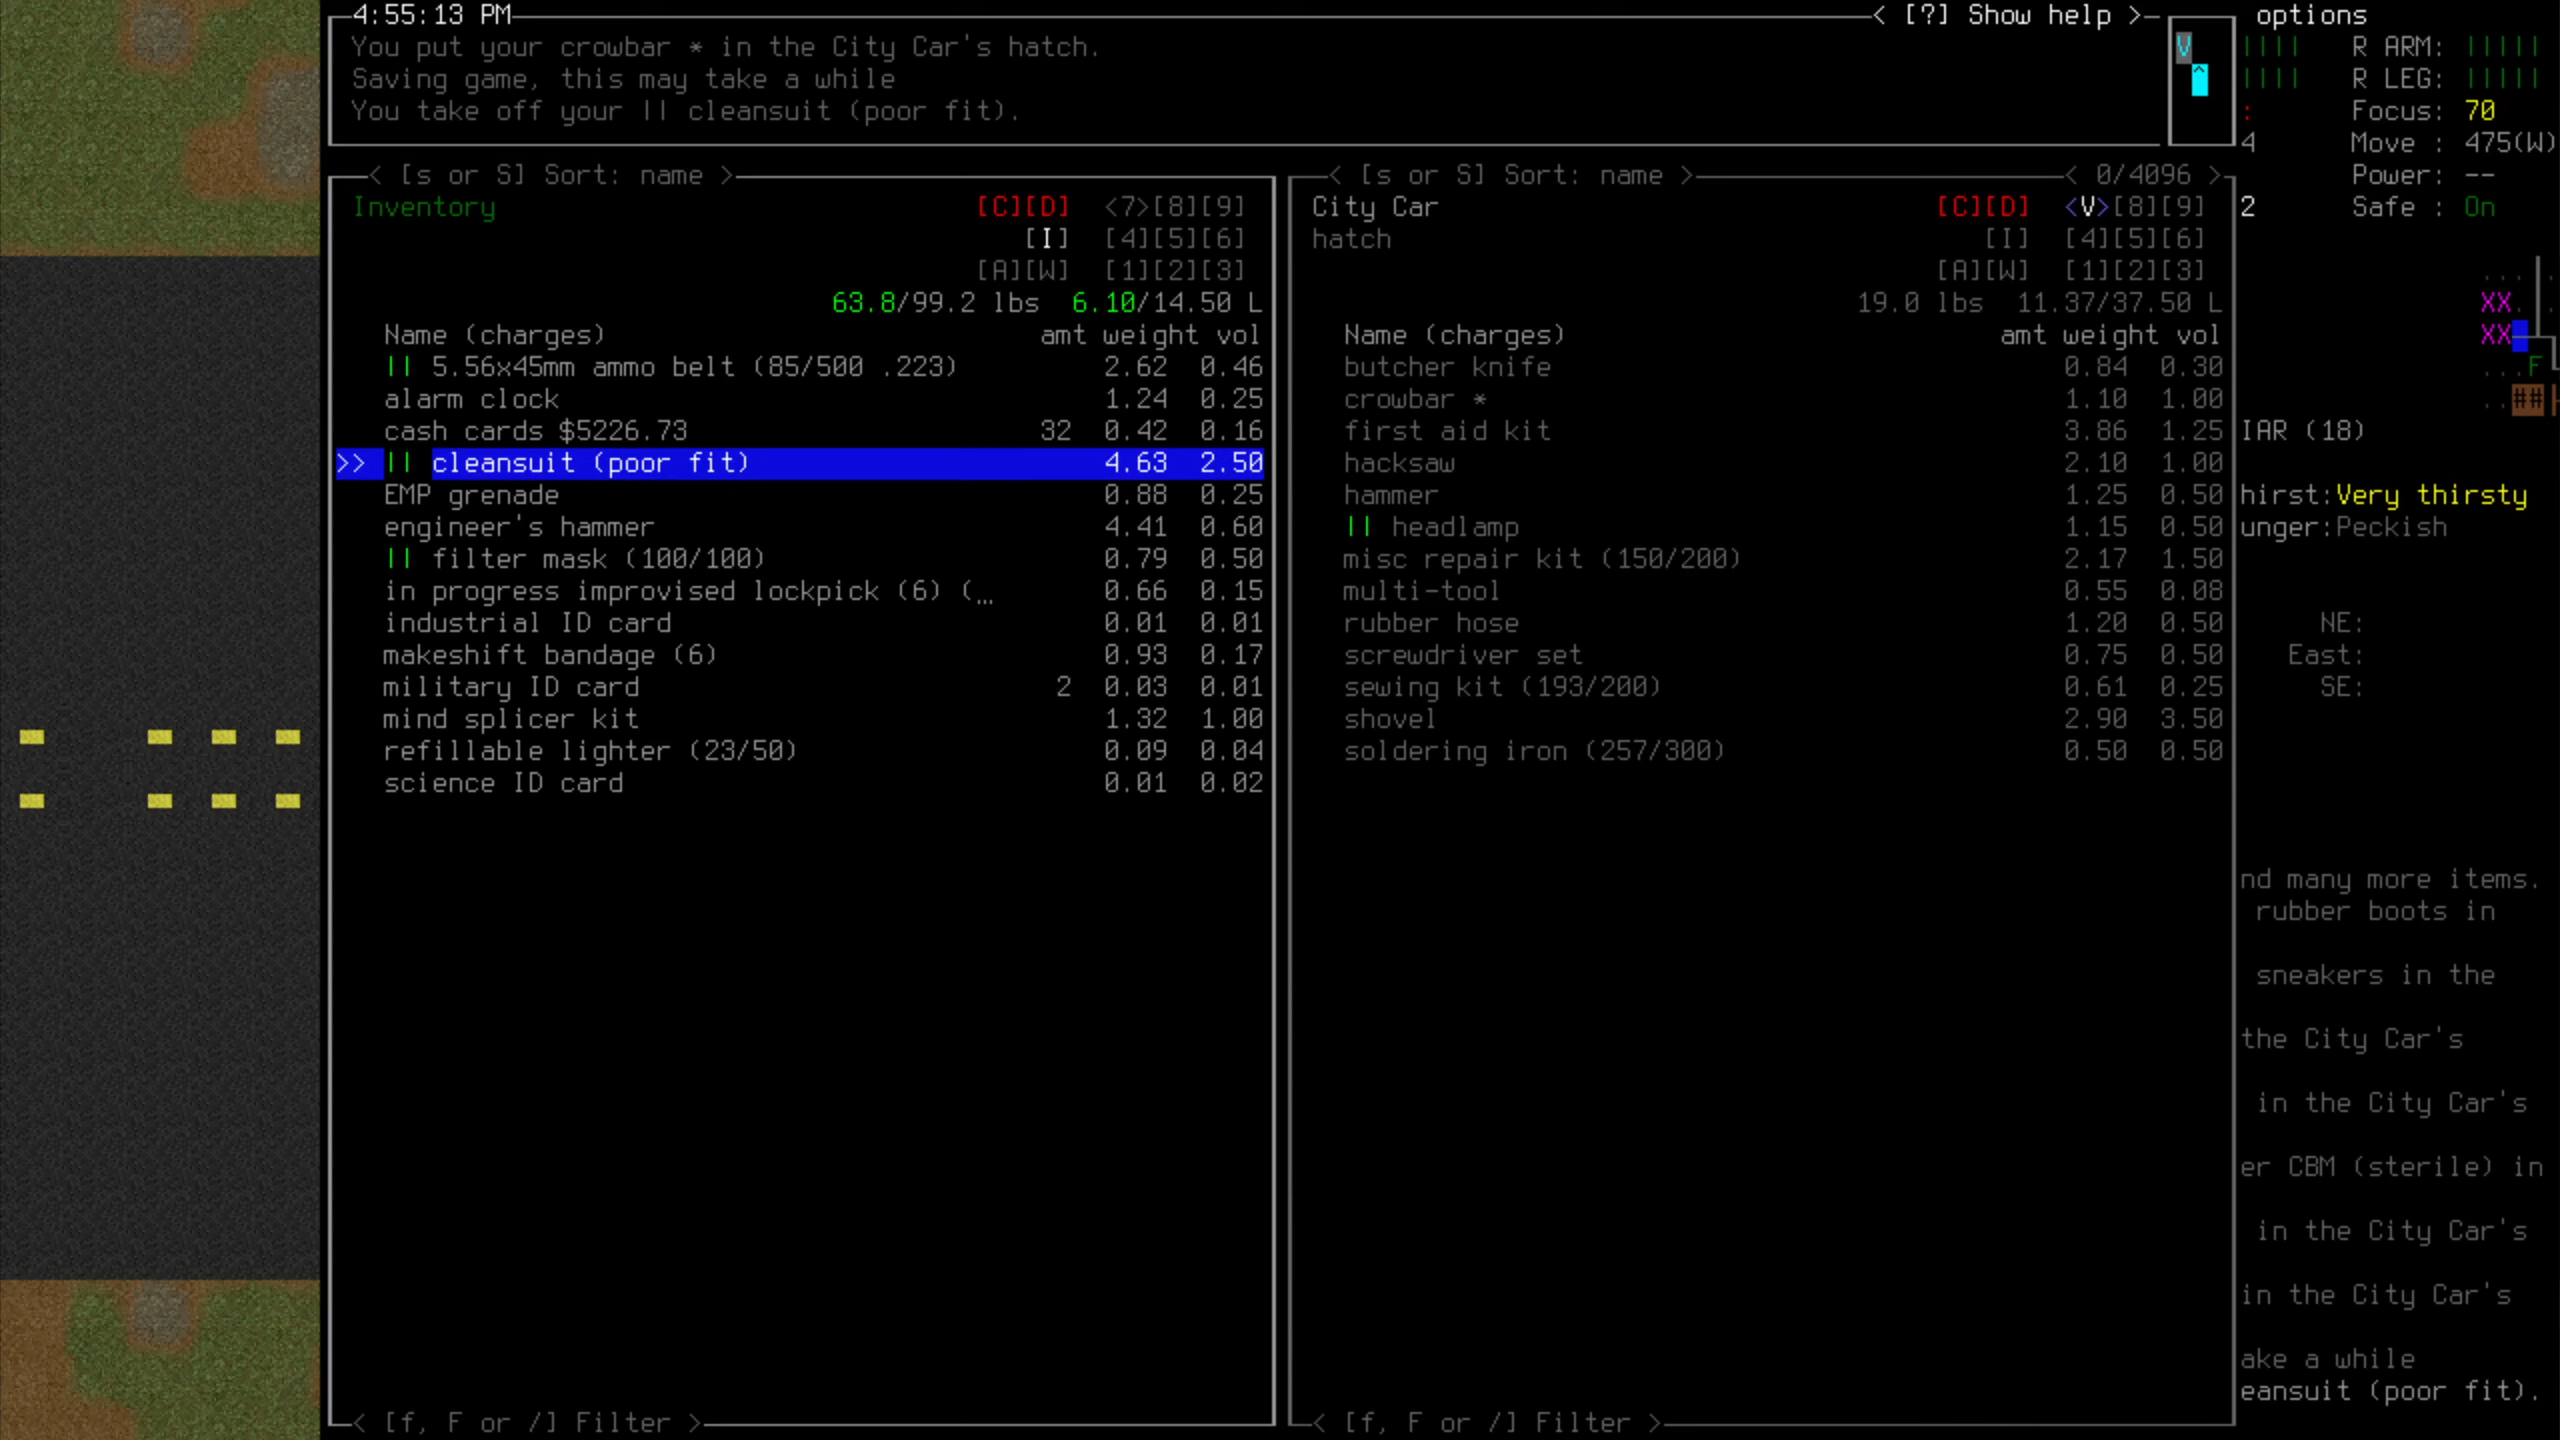 4:55:13 PM < [?] Show help >
You put your crowbar * in the City Car's hatch.
Saving game, this may take a while
You take off your || cleansuit (poor fit).
< [s or S] Sort: name >
Inventory [C][D] <7>[8][9]
[I] [4][5][6]
[A][W] [1][2][3]
63.8/99.2 lbs 6.10/14.50 L
Name (charges) amt weight vol
|| 5.56x45mm ammo belt (85/500 .223) 2.62 0.46
alarm clock 1.24 0.25
cash cards $5226.73 32 0.42 0.16
>> || cleansuit (poor fit) 4.63 2.50
EMP grenade 0.88 0.25
engineer's hammer 4.41 0.60
|| filter mask (100/100) 0.79 0.50
in progress improvised lockpick (6) (… 0.66 0.15
industrial ID card 0.01 0.01
makeshift bandage (6) 0.93 0.17
military ID card 2 0.03 0.01
mind splicer kit 1.32 1.00
refillable lighter (23/50) 0.09 0.04
science ID card 0.01 0.02
< [f, F or /] Filter >
< [s or S] Sort: name > < 0/4096 >
City Car [C][D] <V>[8][9]
hatch [I] [4][5][6]
[A][W] [1][2][3]
19.0 lbs 11.37/37.50 L
Name (charges) amt weight vol
butcher knife 0.84 0.30
crowbar * 1.10 1.00
first aid kit 3.86 1.25
hacksaw 2.10 1.00
hammer 1.25 0.50
|| headlamp 1.15 0.50
misc repair kit (150/200) 2.17 1.50
multi-tool 0.55 0.08
rubber hose 1.20 0.50
screwdriver set 0.75 0.50
sewing kit (193/200) 0.61 0.25
shovel 2.90 3.50
soldering iron (257/300) 0.50 0.50
< [f, F or /] Filter >
V
^
options
|||| R ARM: |||||
|||| R LEG: |||||
: Focus: 70
4 Move : 475(W)
Power: --
2 Safe : On
...
XX.
XX
...F
..##
IAR (18)
hirst:Very thirsty
unger:Peckish
NE:
East:
SE:
nd many more items.
rubber boots in
sneakers in the
the City Car's
in the City Car's
er CBM (sterile) in
in the City Car's
in the City Car's
ake a while
eansuit (poor fit).